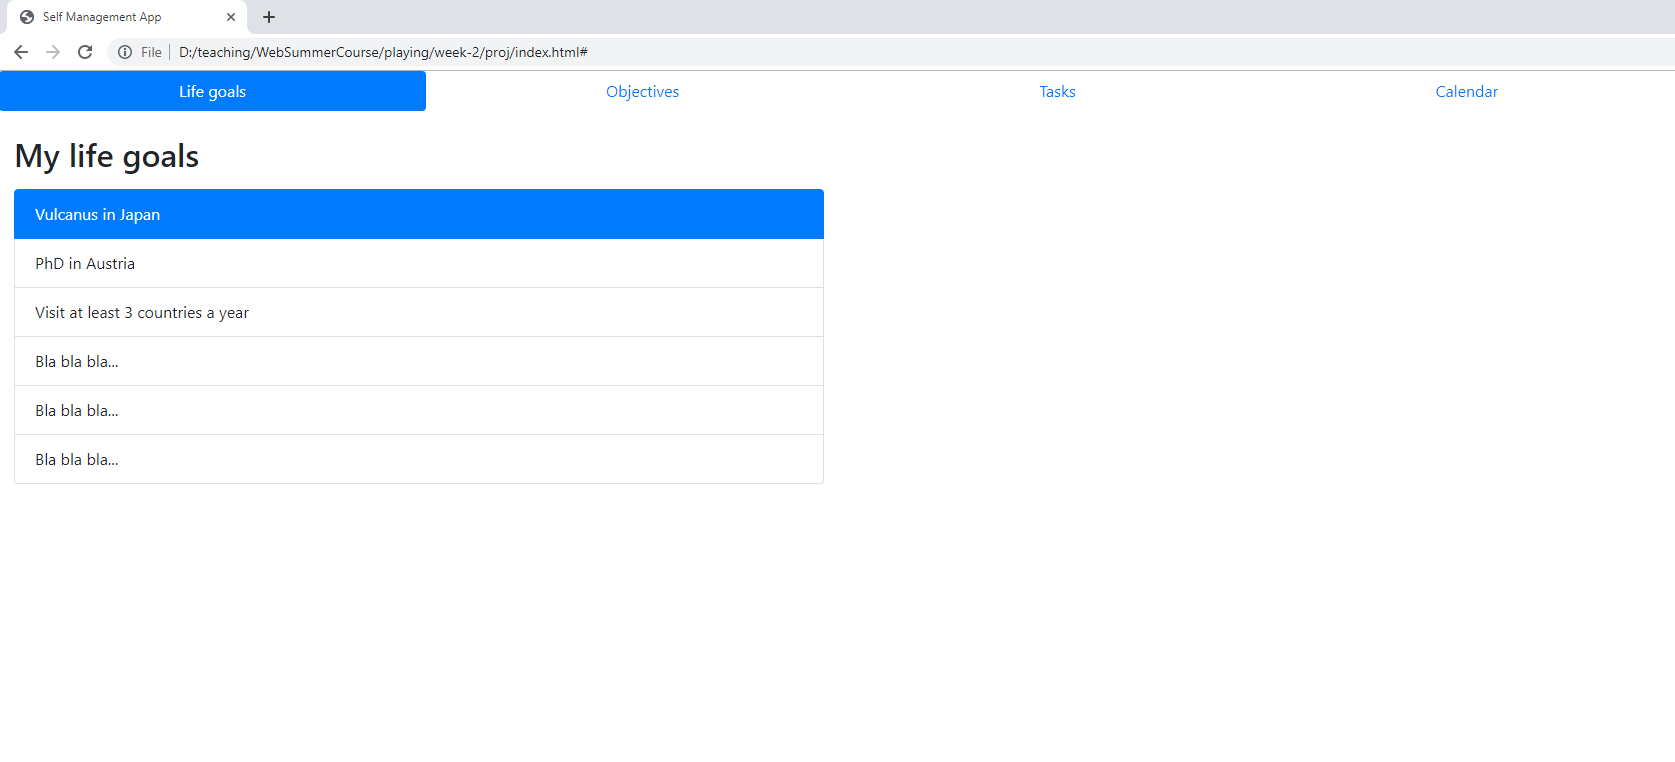 Self Management App
File D:/teaching/WebSummerCourse/playing/week-2/proj/index.html#
Life goals Objectives Tasks Calendar
My life goals
Vulcanus in Japan
PhD in Austria
Visit at least 3 countries a year
Bla bla bla...
Bla bla bla...
Bla bla bla...